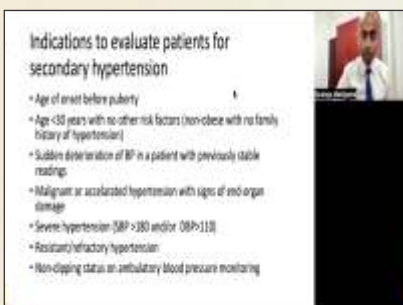 Indications to evaluate patients for
secondary hypertension
• Age of onset before puberty
• Age <30 years with no other risk factors (non-obese with no family
history of hypertension)
• Sudden deterioration of BP in a patient with previously stable
readings
• Malignant or accelarated hypertension with signs of end-organ
damage
• Severe hypertension (SBP >180 and/or DBP>110)
• Resistant/refractory hypertension
• Non-dipping status on ambulatory blood pressure monitoring